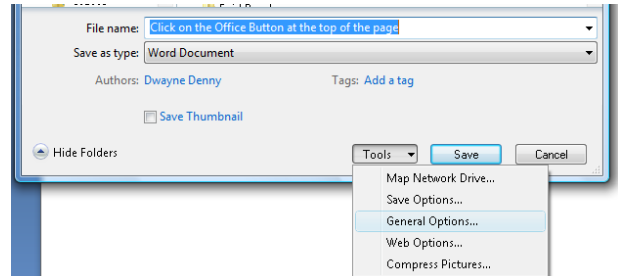 File name: Click on the Office Button at the top of the page
Save as type: Word Document
Authors: Dwayne Denny Tags: Add a tag
Save Thumbnail
Hide Folders Tools Save Cancel
Map Network Drive...
Save Options...
General Options...
Web Options...
Compress Pictures...